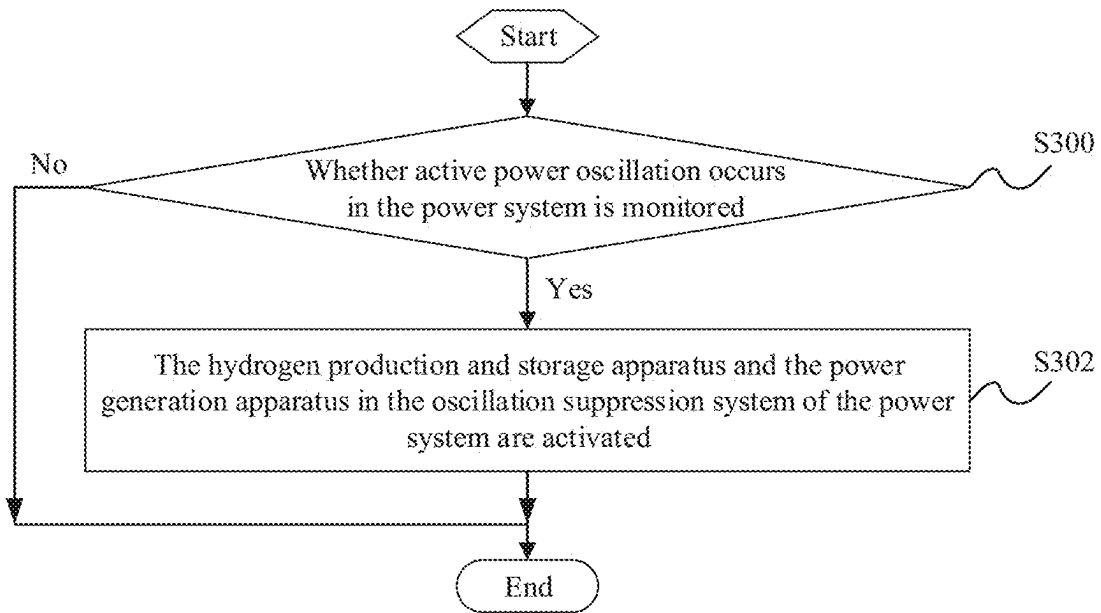 Start
No
Whether active power oscillation occurs
in the power system is monitored
S300
Yes
The hydrogen production and storage apparatus and the power
generation apparatus in the oscillation suppression system of the power
system are activated
S302
End